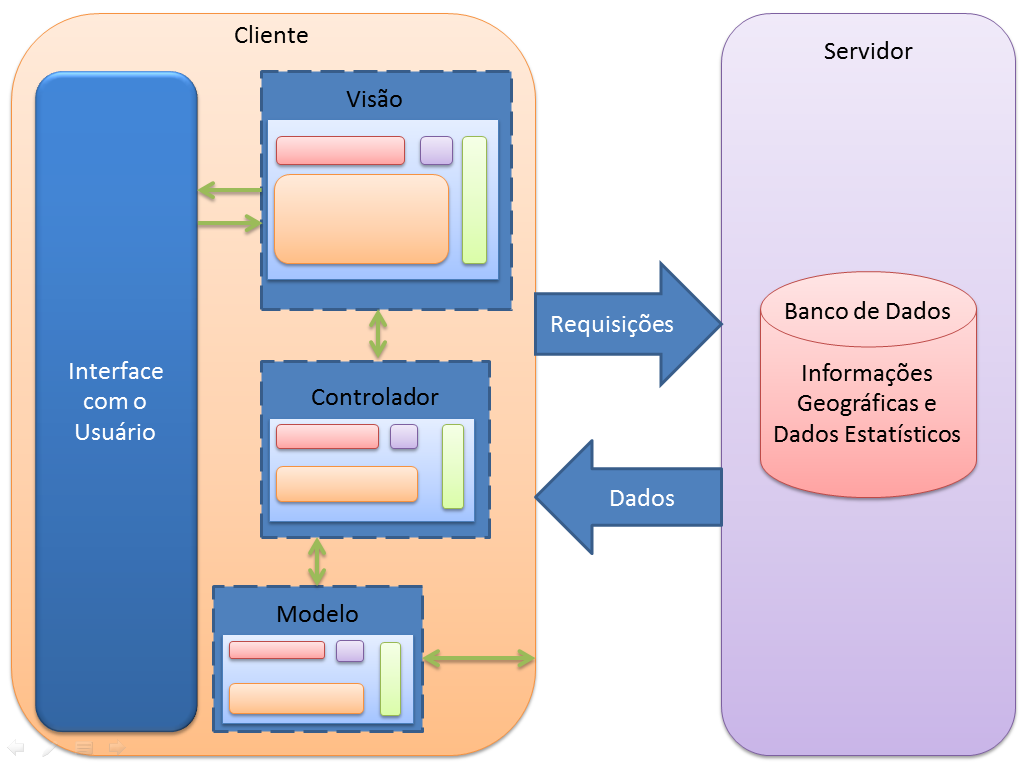 Cliente
Servidor
Visão
Interface
com o
Usuário
Controlador
Modelo
Requisições
Dados
Banco de Dados
Informações
Geográficas e
Dados Estatísticos